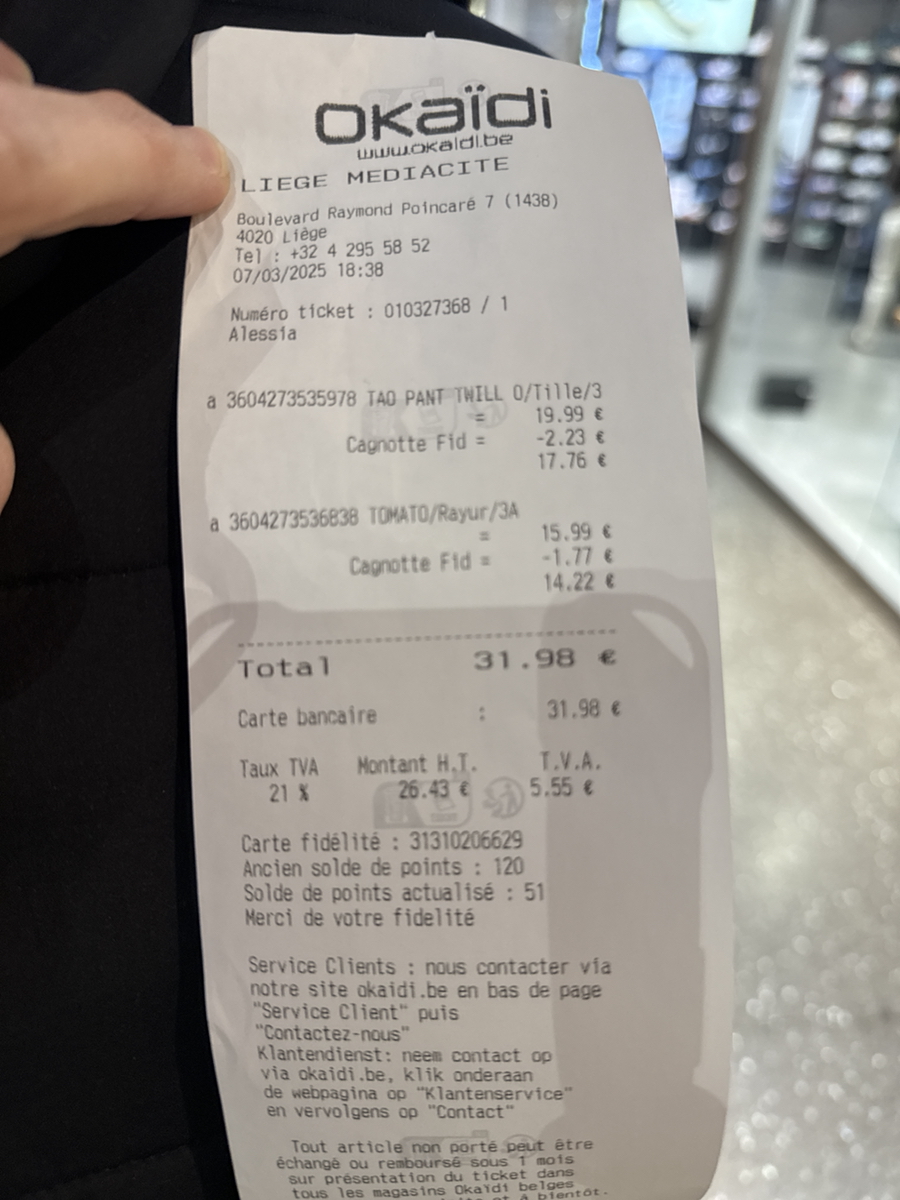 okaïdi
www.okaidi.be
LIEGE MEDIACITE
Boulevard Raymond Poincaré 7 (1438)
4020 Liège
Tel : +32 4 295 58 52
07/03/2025 18:38
Numéro ticket : 010327368 / 1
Alessia
a 3604273535978 TAO PANT TWILL O/Tille/3
= 19.99 €
Cagnotte Fid = -2.23 €
17.76 €
a 3604273536838 TOMATO/Rayur/3A
= 15.99 €
Cagnotte Fid = -1.77 €
14.22 €
Total 31.98 €
Carte bancaire : 31.98 €
Taux TVA Montant H.T. T.V.A.
21 % 26.43 € 5.55 €
Carte fidélité : 31310206629
Ancien solde de points : 120
Solde de points actualisé : 51
Merci de votre fidelité
Service Clients : nous contacter via
notre site okaidi.be en bas de page
"Service Client" puis
"Contactez-nous"
Klantendienst: neem contact op
via okaidi.be, klik onderaan
de webpagina op "Klantenservice"
en vervolgens op "Contact"
Tout article non porté peut être
échangé ou remboursé sous 1 mois
sur présentation du ticket dans
tous les magasins Okaïdi belges
et à bientôt.